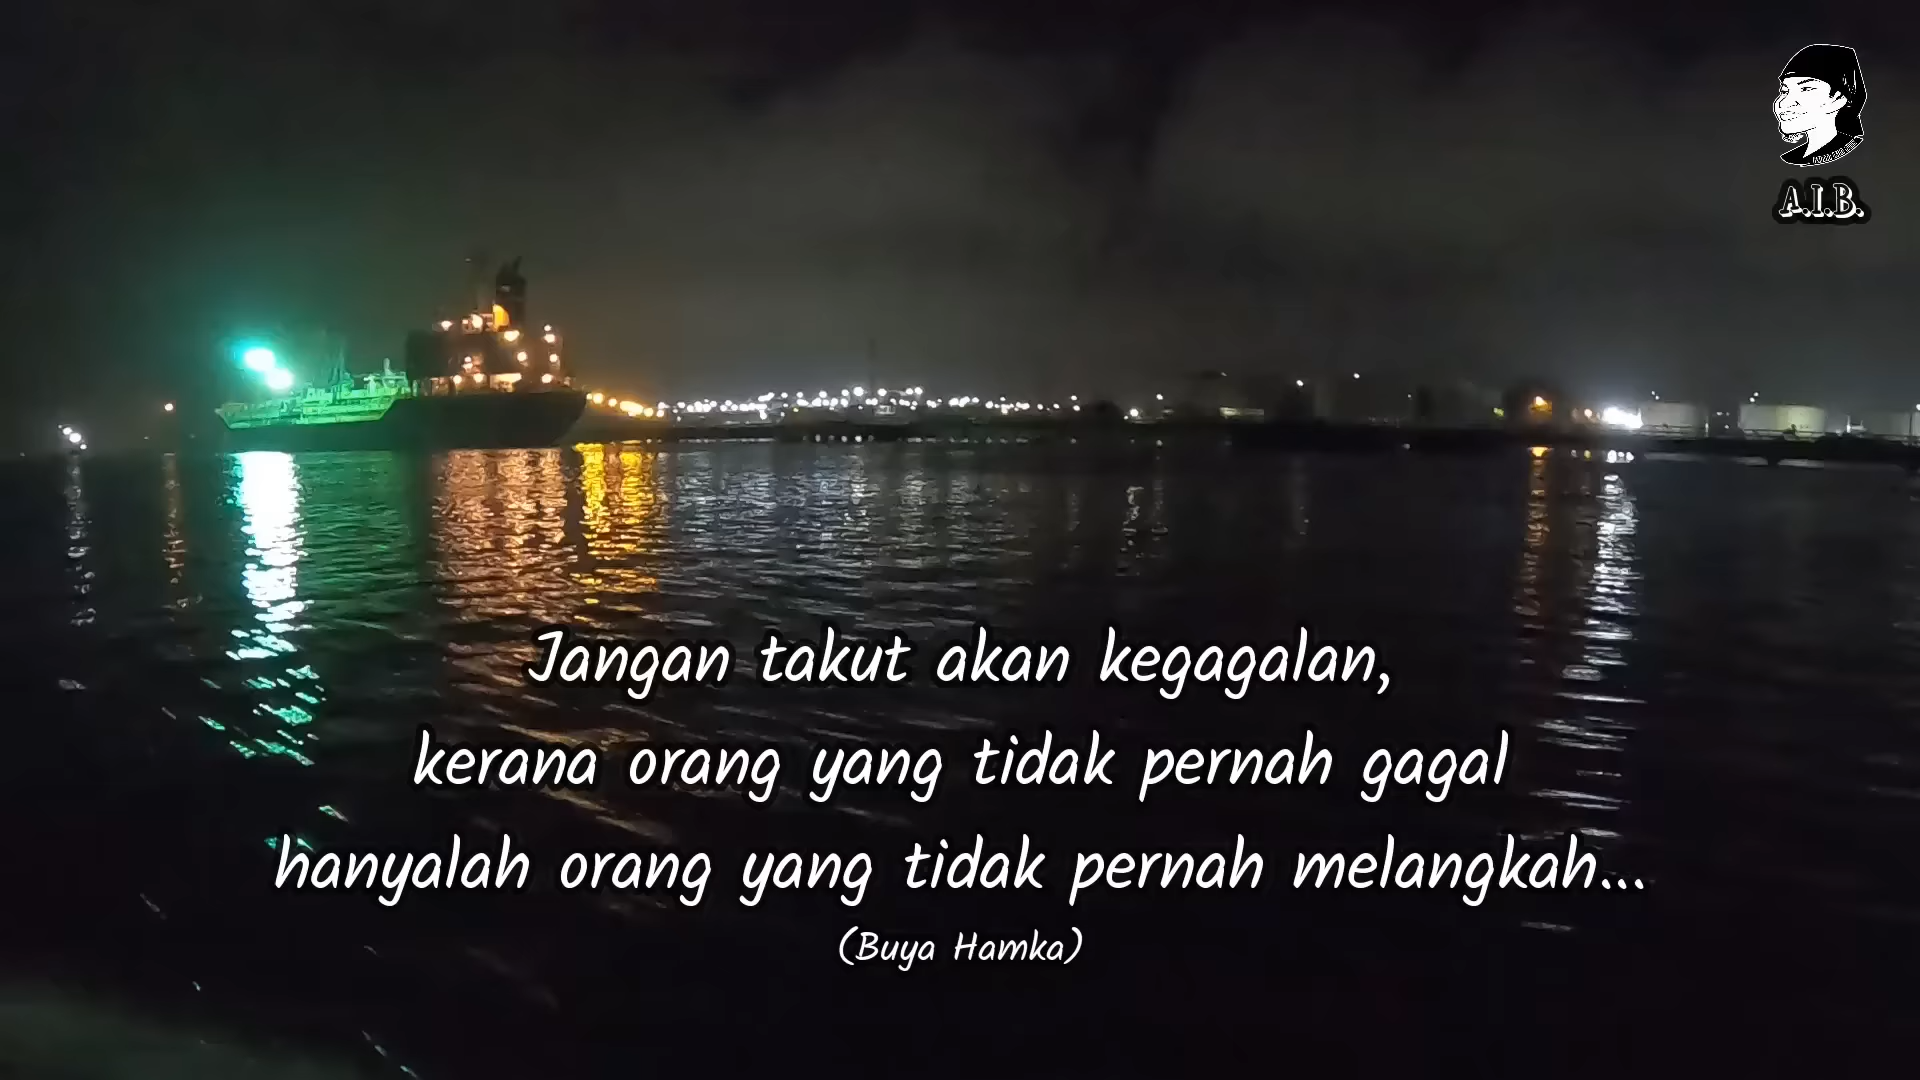 A.I.B.
Jangan takut akan kegagalan,
kerana orang yang tidak pernah gagal
hanyalah orang yang tidak pernah melangkah...
(Buya Hamka)